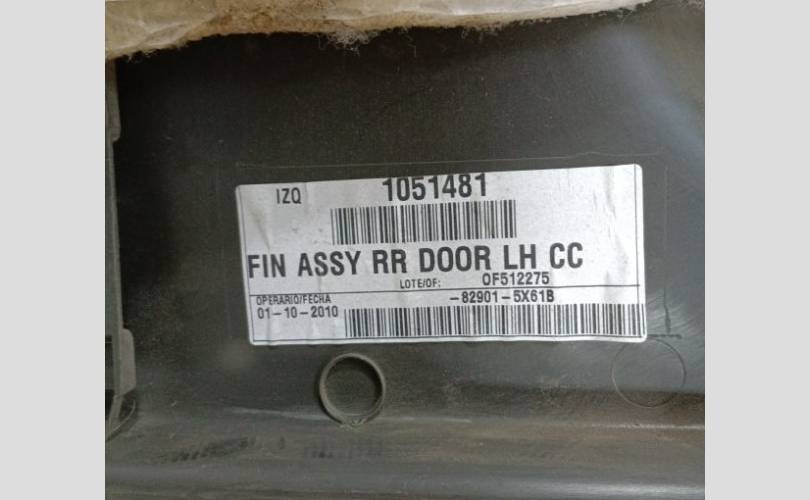 IZQ 1051481
FIN ASSY RR DOOR LH CC
LOTE/OF: OF512275
OPERARIO/FECHA -82901-5X61B
01-10-2010